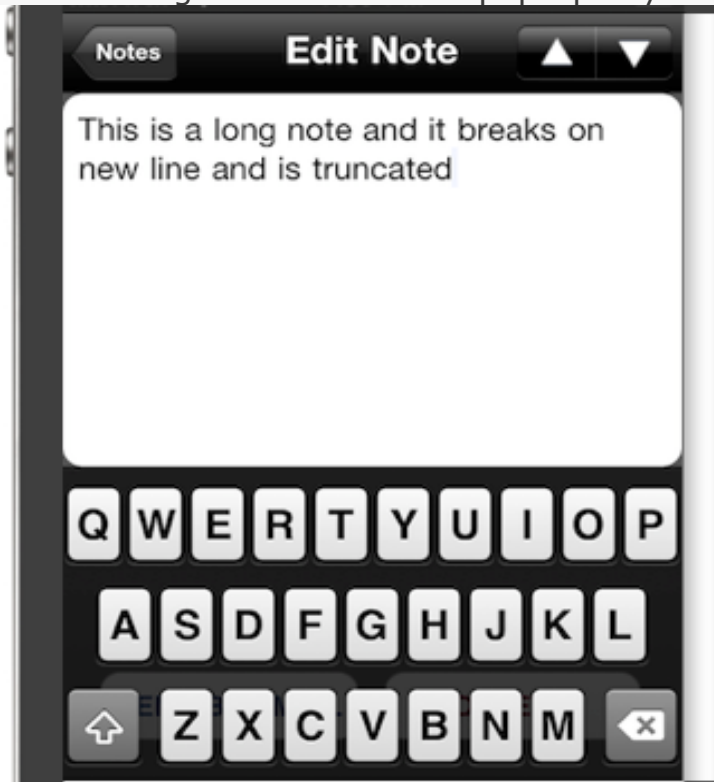 Notes
Edit Note
This is a long note and it breaks on
new line and is truncated
Q W E R T Y U I O P
A S D F G H J K L
Z X C V B N M